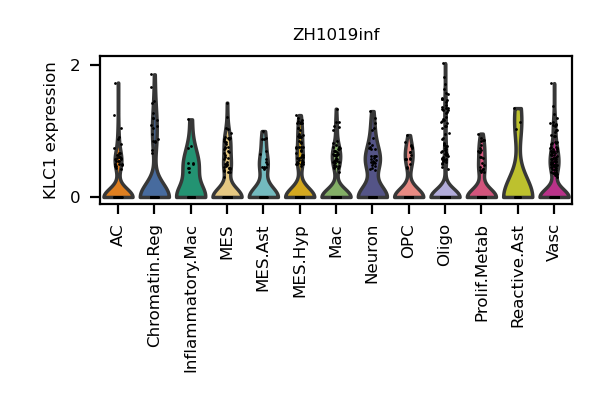 ZH1019inf
KLC1 expression
2
0
AC
Chromatin.Reg
Inflammatory.Mac
MES
MES.Ast
MES.Hyp
Mac
Neuron
OPC
Oligo
Prolif.Metab
Reactive.Ast
Vasc